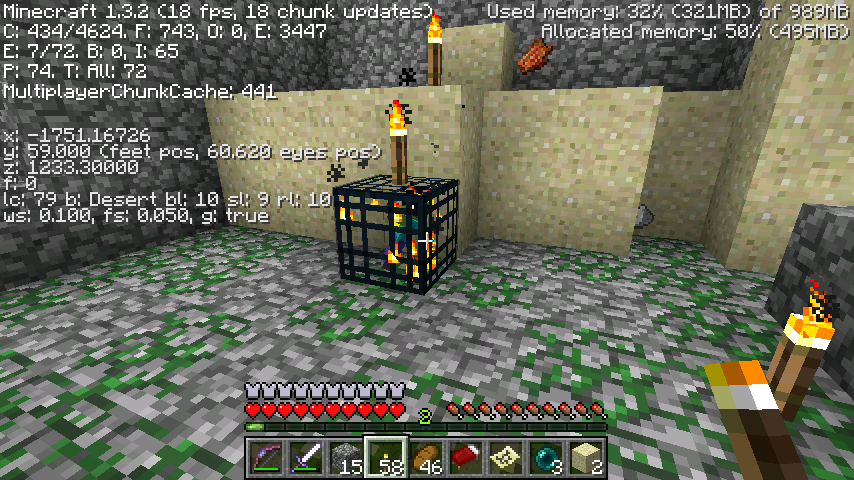 Minecraft 1.3.2 (18 fps, 18 chunk updates)
Used memory: 32% (321MB) of 989MB
C: 434/4624. F: 743, O: 0, E: 3447
Allocated memory: 50% (495MB)
E: 7/72. B: 0, I: 65
P: 74. T: All: 72
MultiplayerChunkCache: 441
x: -1751.16726
y: 59.000 (feet pos, 60.620 eyes pos)
z: 1233.30000
f: 0
lc: 79 b: Desert bl: 10 sl: 9 rl: 10
ws: 0.100, fs: 0.050, g: true
2
15
58
46
3
2